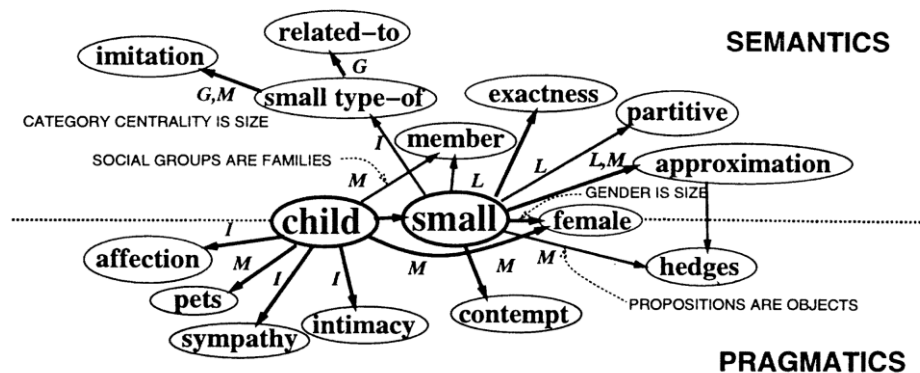 related-to
SEMANTICS
imitation
G
G,M
small type-of
exactness
partitive
CATEGORY CENTRALITY IS SIZE
I
member
L
L,M
approximation
SOCIAL GROUPS ARE FAMILIES
M
L
GENDER IS SIZE
child
small
female
I
affection
M
M
M
M
hedges
pets
I
I
PROPOSITIONS ARE OBJECTS
sympathy
intimacy
contempt
PRAGMATICS